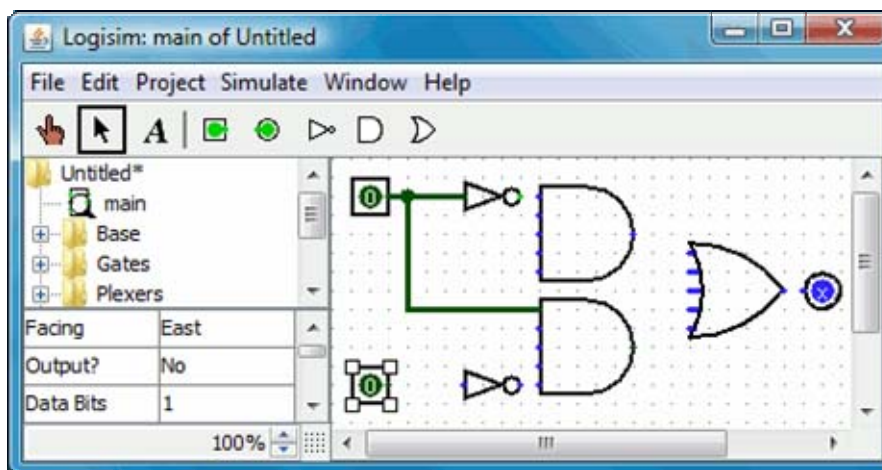 Logisim: main of Untitled
File Edit Project Simulate Window Help
A
Untitled*
main
Base
Gates
Plexers
Facing East
Output? No
Data Bits 1
100%
0
0
x